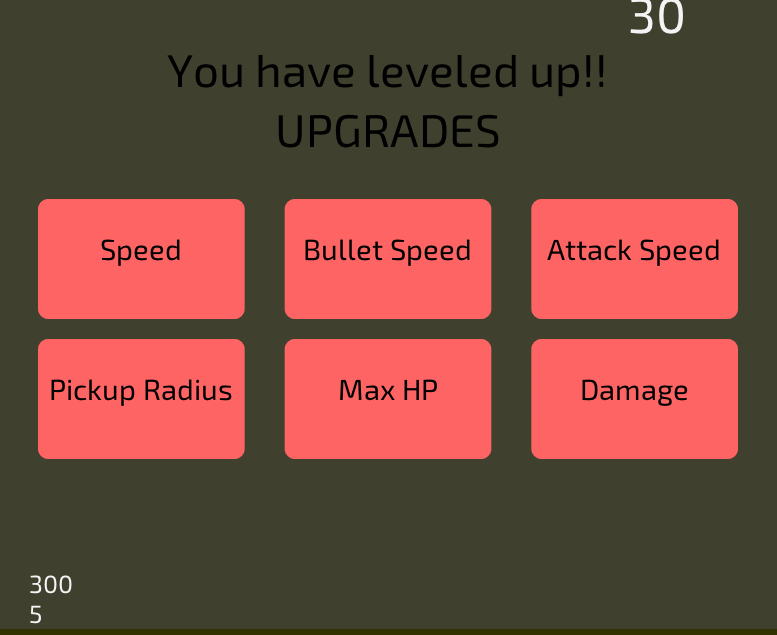 30
You have leveled up!!
UPGRADES
Speed
Bullet Speed
Attack Speed
Pickup Radius
Max HP
Damage
300
5